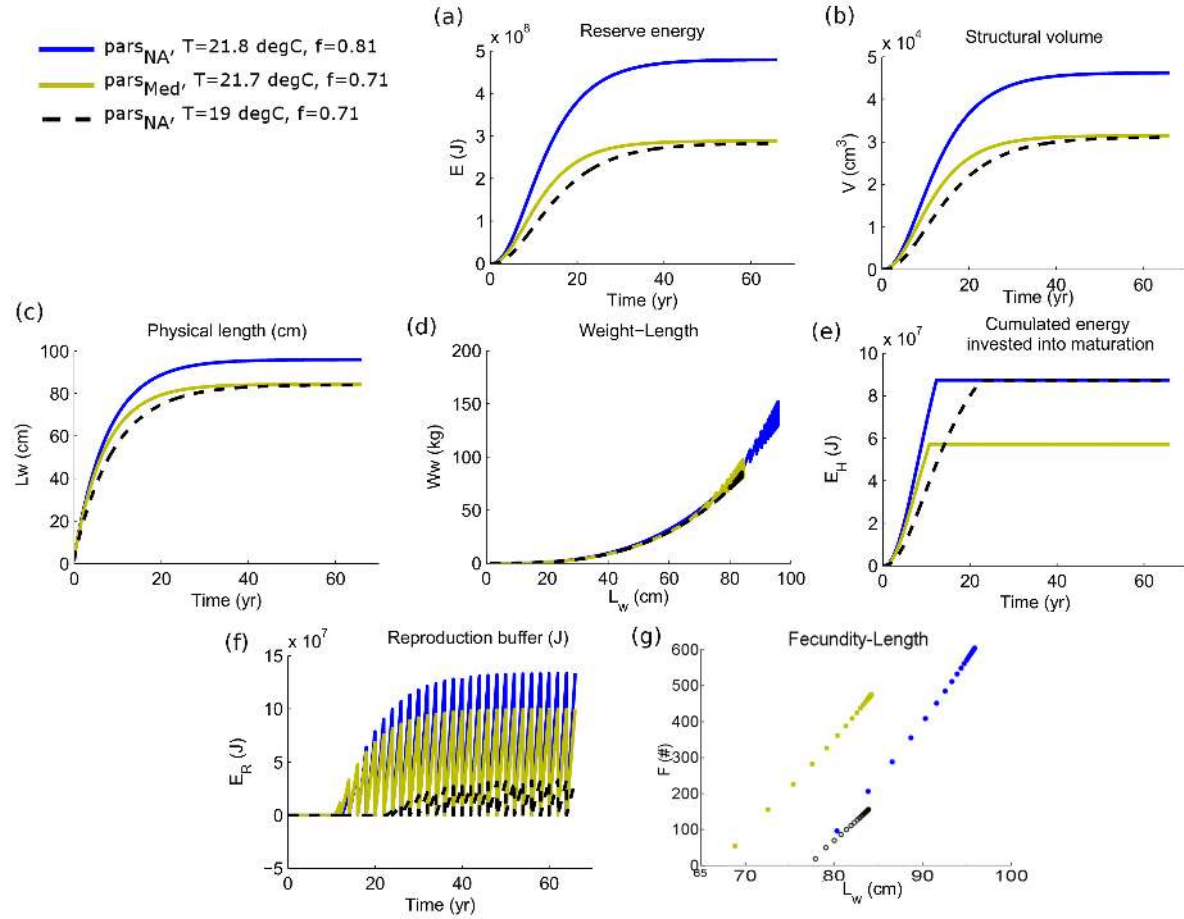 pars_NA, T=21.8 degC, f=0.81
pars_Med, T=21.7 degC, f=0.71
pars_NA, T=19 degC, f=0.71
(a)
x 10^8
Reserve energy
5
4
3
2
1
0
E (J)
0 20 40 60
Time (yr)
(b)
x 10^4
Structural volume
5
4
3
2
1
0
V (cm^3)
0 20 40 60
Time (yr)
(c)
Physical length (cm)
100
80
60
40
20
0
Lw (cm)
0 20 40 60
Time (yr)
(d)
Weight-Length
200
150
100
50
0
Ww (kg)
0 20 40 60 80 100
L_w (cm)
(e)
Cumulated energy
invested into maturation
x 10^7
10
8
6
4
2
0
E_H (J)
0 20 40 60
Time (yr)
(f)
Reproduction buffer (J)
x 10^7
15
10
5
0
−5
E_R (J)
0 20 40 60
Time (yr)
(g)
Fecundity-Length
600
500
400
300
200
100
0
F (#)
65 70 80 90 100
L_w (cm)